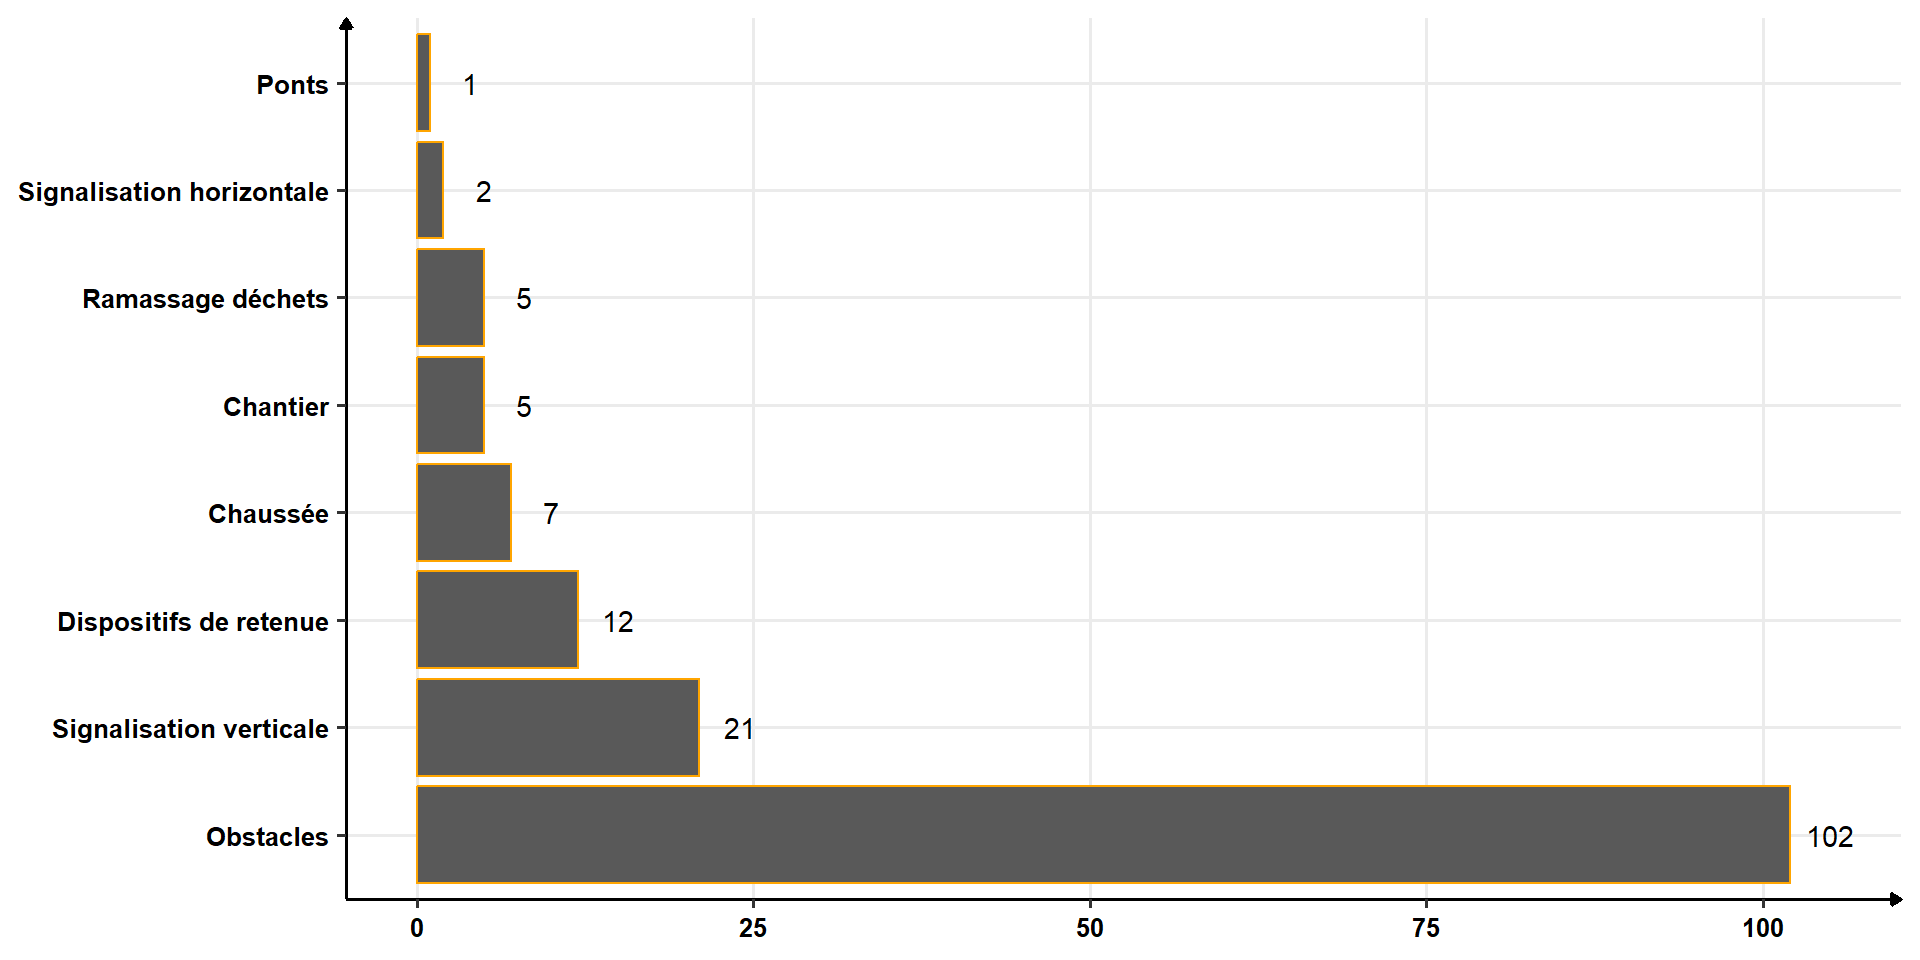 Ponts 1
Signalisation horizontale 2
Ramassage déchets 5
Chantier 5
Chaussée 7
Dispositifs de retenue 12
Signalisation verticale 21
Obstacles 102
0 25 50 75 100